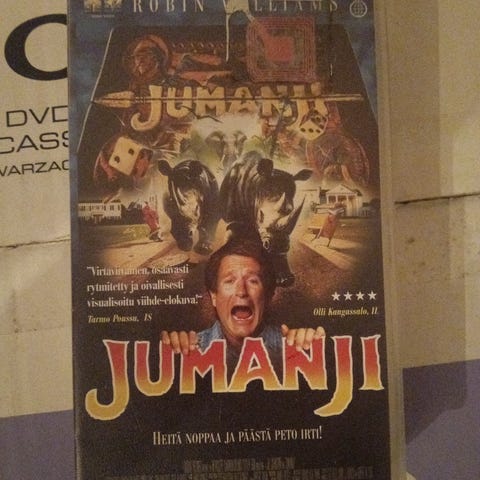 ROBIN WILLIAMS
DVD
CASS
WARZAC
JUMANJI
"Virtaviivainen, osaavasti
rytmitetty ja oivallisesti
visualisoitu viihde-elokuva!"
Tarmo Poussu, IS
★★★★
Olli Kangassalo, IL
JUMANJI
HEITÄ NOPPAA JA PÄÄSTÄ PETO IRTI!